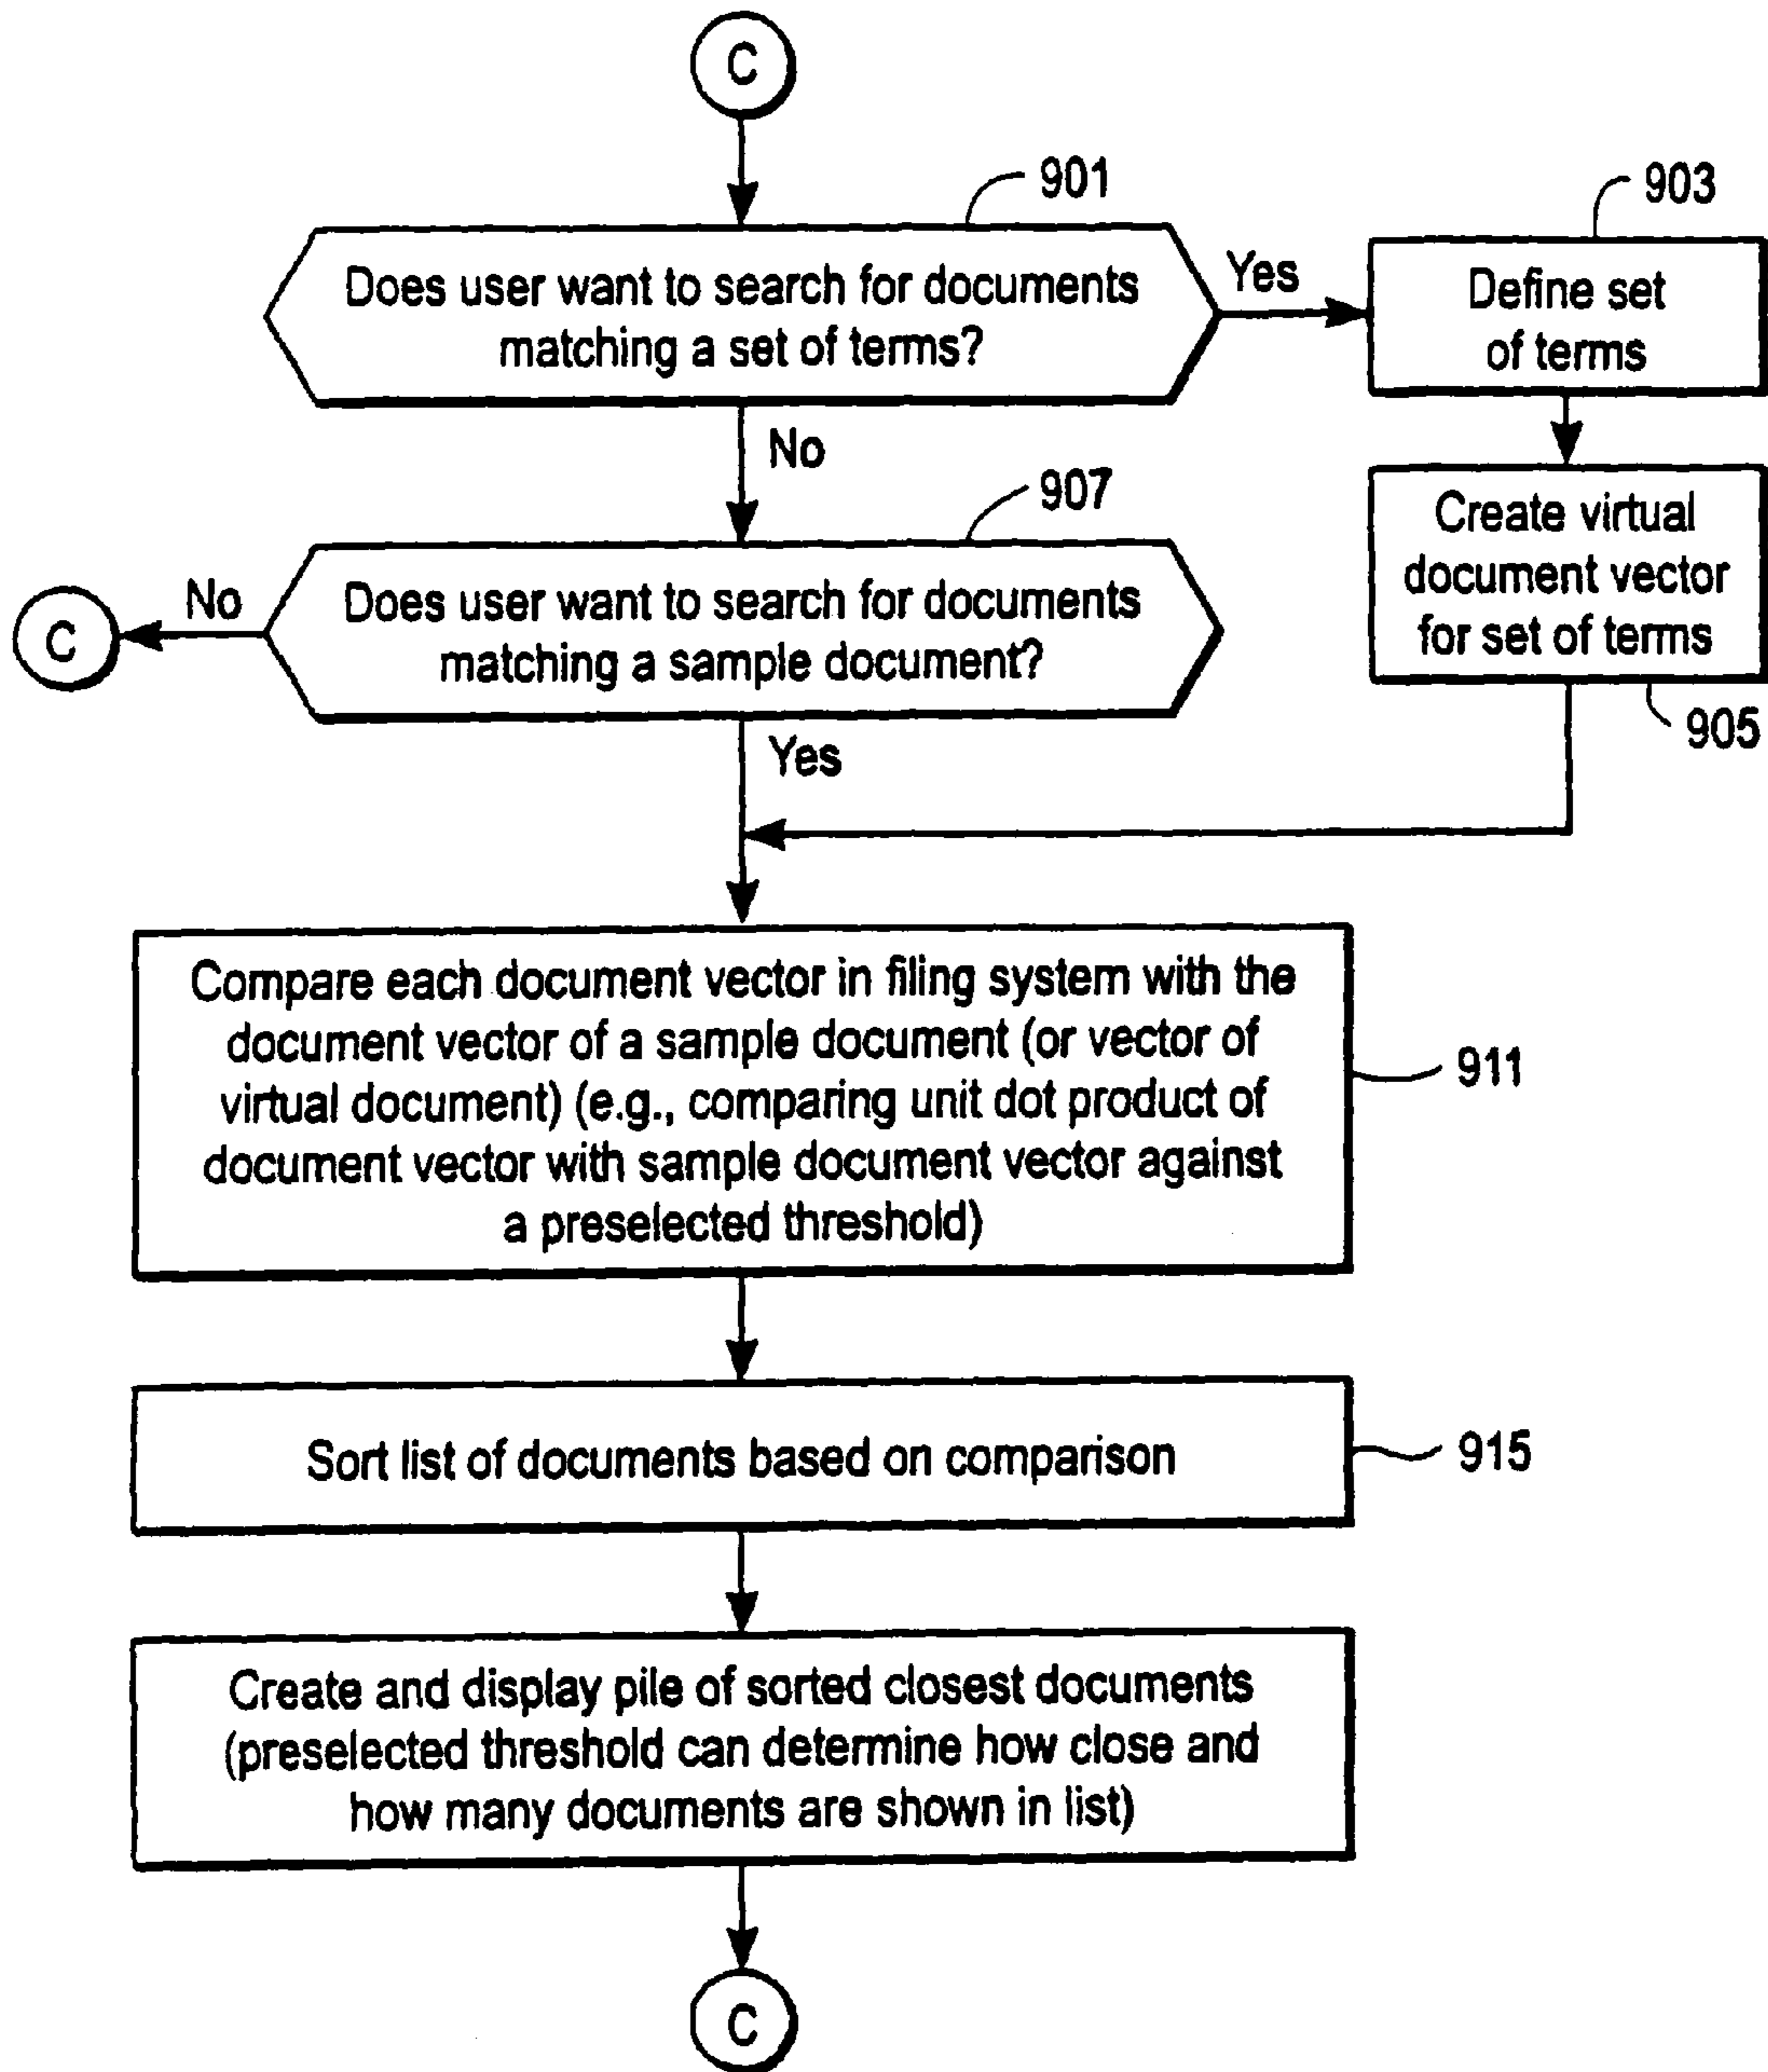 C
901
Does user want to search for documents
matching a set of terms?
Yes
903
Define set
of terms
No
907
Create virtual
document vector
for set of terms
905
Does user want to search for documents
matching a sample document?
No
C
Yes
Compare each document vector in filing system with the
document vector of a sample document (or vector of
virtual document) (e.g., comparing unit dot product of
document vector with sample document vector against
a preselected threshold)
911
Sort list of documents based on comparison
915
Create and display pile of sorted closest documents
(preselected threshold can determine how close and
how many documents are shown in list)
C